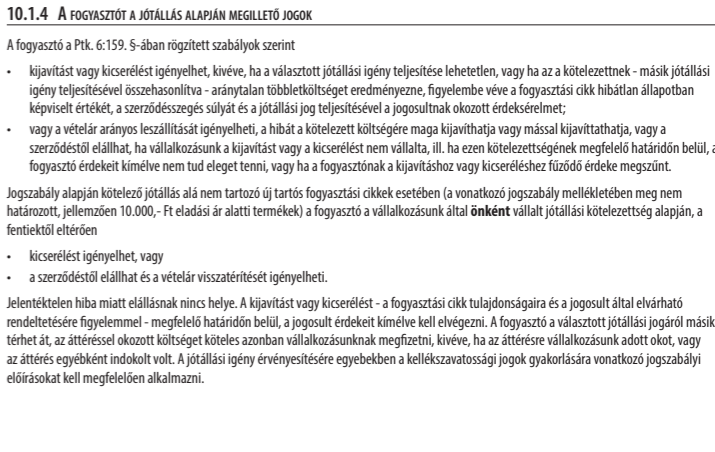 10.1.4 A FOGYASZTÓT A JÓTÁLLÁS ALAPJÁN MEGILLETŐ JOGOK
A fogyasztó a Ptk. 6:159. §-ában rögzített szabályok szerint
• kijavítást vagy kicserélést igényelhet, kivéve, ha a választott jótállási igény teljesítése lehetetlen, vagy ha az a kötelezettnek - másik jótállási
igény teljesítésével összehasonlítva - aránytalan többletköltséget eredményezne, figyelembe véve a fogyasztási cikk hibátlan állapotban
képviselt értékét, a szerződésszegés súlyát és a jótállási jog teljesítésével a jogosultnak okozott érdeksérelmet;
• vagy a vételár arányos leszállítását igényelheti, a hibát a kötelezett költségére maga kijavíthatja vagy mással kijavíttathatja, vagy a
szerződéstől elállhat, ha vállalkozásunk a kijavítást vagy a kicserélést nem vállalta, ill. ha ezen kötelezettségének megfelelő határidőn belül, a
fogyasztó érdekeit kímélve nem tud eleget tenni, vagy ha a fogyasztónak a kijavításhoz vagy kicseréléshez fűződő érdeke megszűnt.
Jogszabály alapján kötelező jótállás alá nem tartozó új tartós fogyasztási cikkek esetében (a vonatkozó jogszabály mellékletében meg nem
határozott, jellemzően 10.000,- Ft eladási ár alatti termékek) a fogyasztó a vállalkozásunk által önként vállalt jótállási kötelezettség alapján, a
fentiektől eltérően
• kicserélést igényelhet, vagy
• a szerződéstől elállhat és a vételár visszatérítését igényelheti.
Jelentéktelen hiba miatt elállásnak nincs helye. A kijavítást vagy kicserélést - a fogyasztási cikk tulajdonságaira és a jogosult által elvárható
rendeltetésére figyelemmel - megfelelő határidőn belül, a jogosult érdekeit kímélve kell elvégezni. A fogyasztó a választott jótállási jogáról másik
térhet át, az áttéréssel okozott költséget köteles azonban vállalkozásunknak megfizetni, kivéve, ha az áttérésre vállalkozásunk adott okot, vagy
az áttérés egyébként indokolt volt. A jótállási igény érvényesítésére egyebekben a kellékszavatossági jogok gyakorlására vonatkozó jogszabályi
előírásokat kell megfelelően alkalmazni.